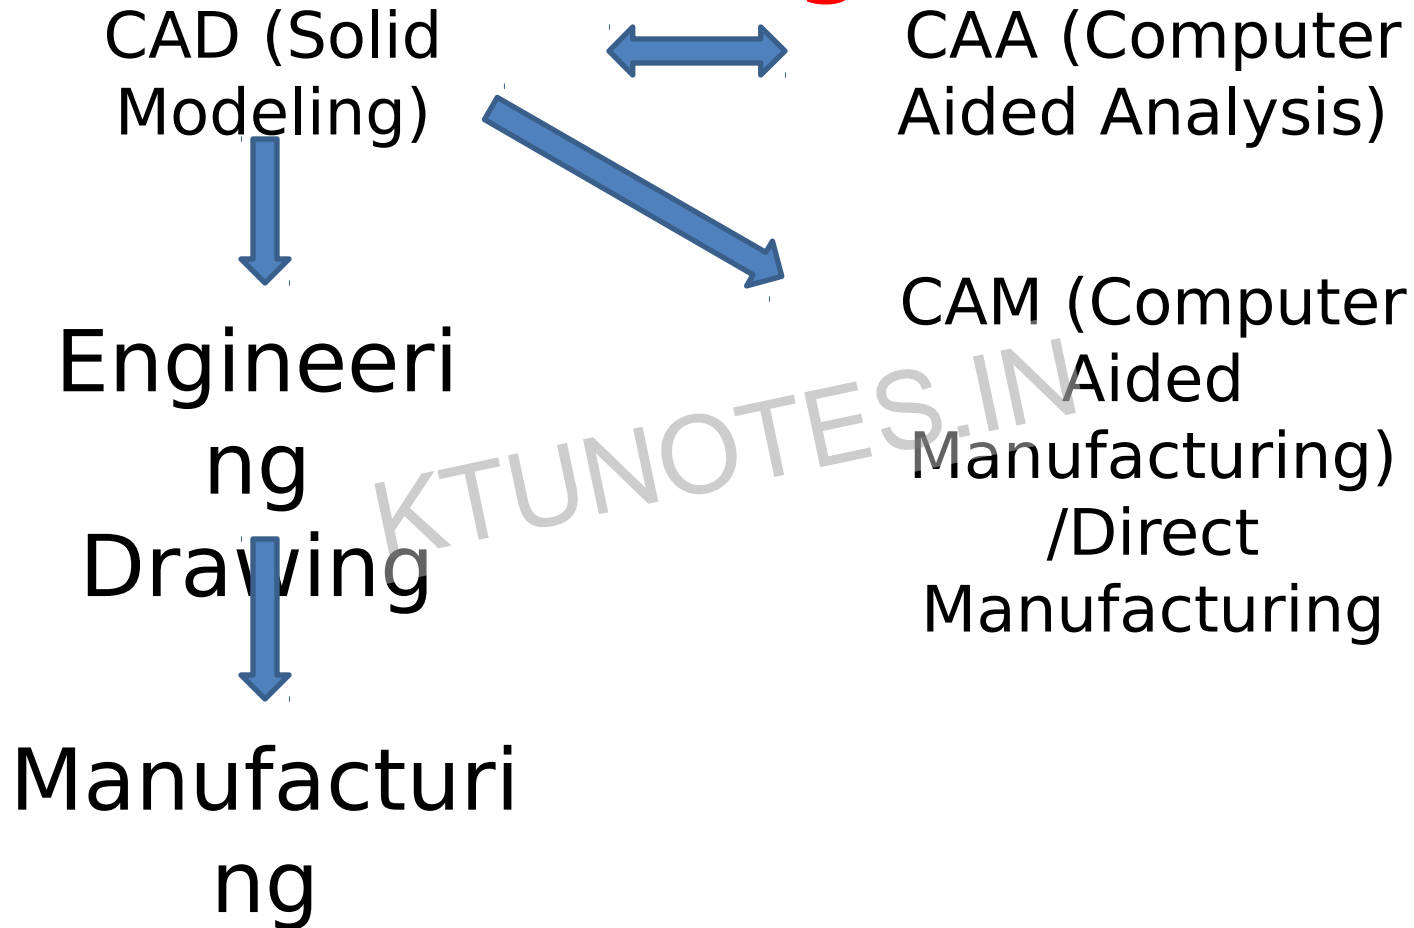 CAD (Solid
Modeling)
CAA (Computer
Aided Analysis)
Engineeri
ng
Drawing
Manufacturi
ng
CAM (Computer
Aided
Manufacturing)
/Direct
Manufacturing
KTUNOTES.IN